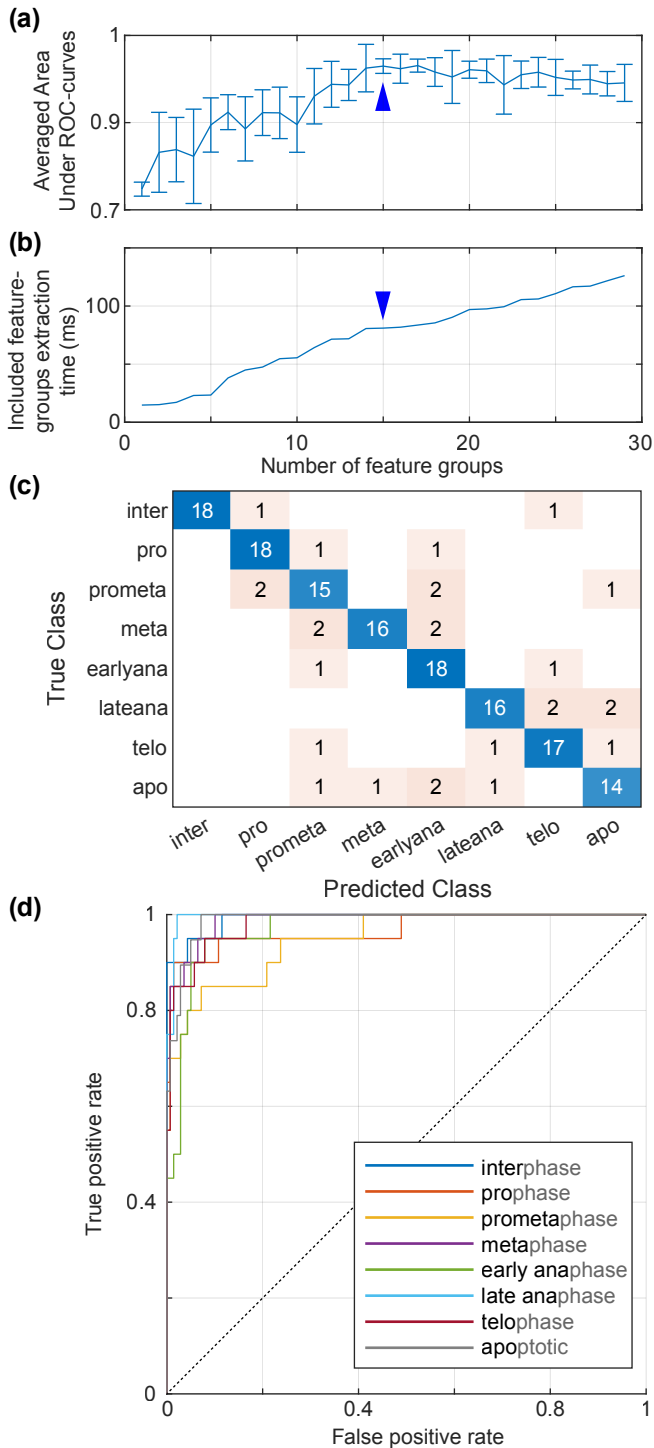 (a)
Averaged Area
Under ROC-curves
1
0.9
0.7
(b)
Included feature-
groups extraction
time (ms)
100
0
0 10 20 30
Number of feature groups
(c)
True Class
inter 18 1 1
pro 18 1 1
prometa 2 15 2 1
meta 2 16 2
earlyana 1 18 1
lateana 16 2 2
telo 1 1 17 1
apo 1 1 2 1 14
inter pro prometa meta earlyana lateana telo apo
Predicted Class
(d)
True positive rate
1
0.8
0.4
0
interphase
prophase
prometaphase
metaphase
early anaphase
late anaphase
telophase
apoptotic
0 0.4 0.8 1
False positive rate